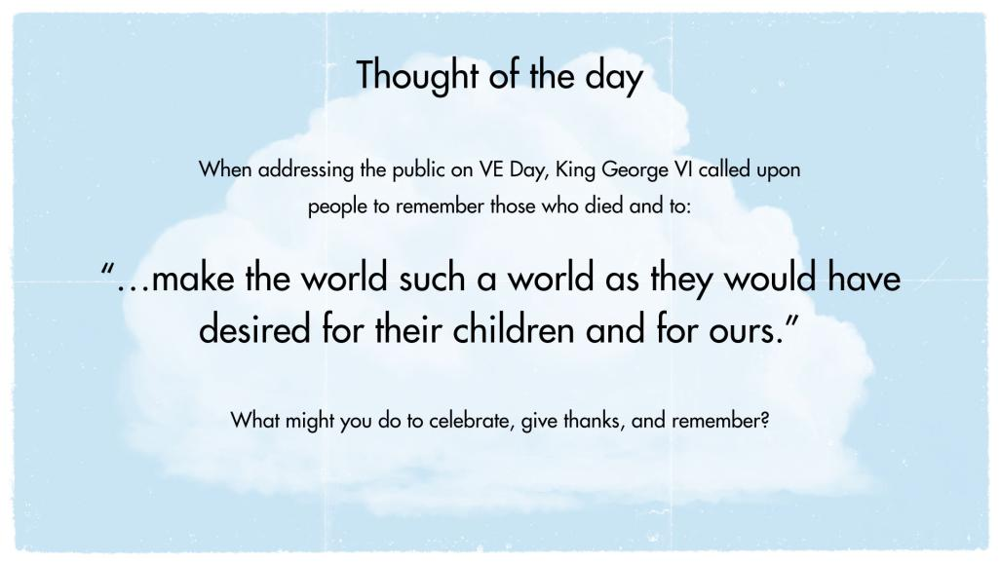 Thought of the day
When addressing the public on VE Day, King George VI called upon
people to remember those who died and to:
“…make the world such a world as they would have
desired for their children and for ours.”
What might you do to celebrate, give thanks, and remember?